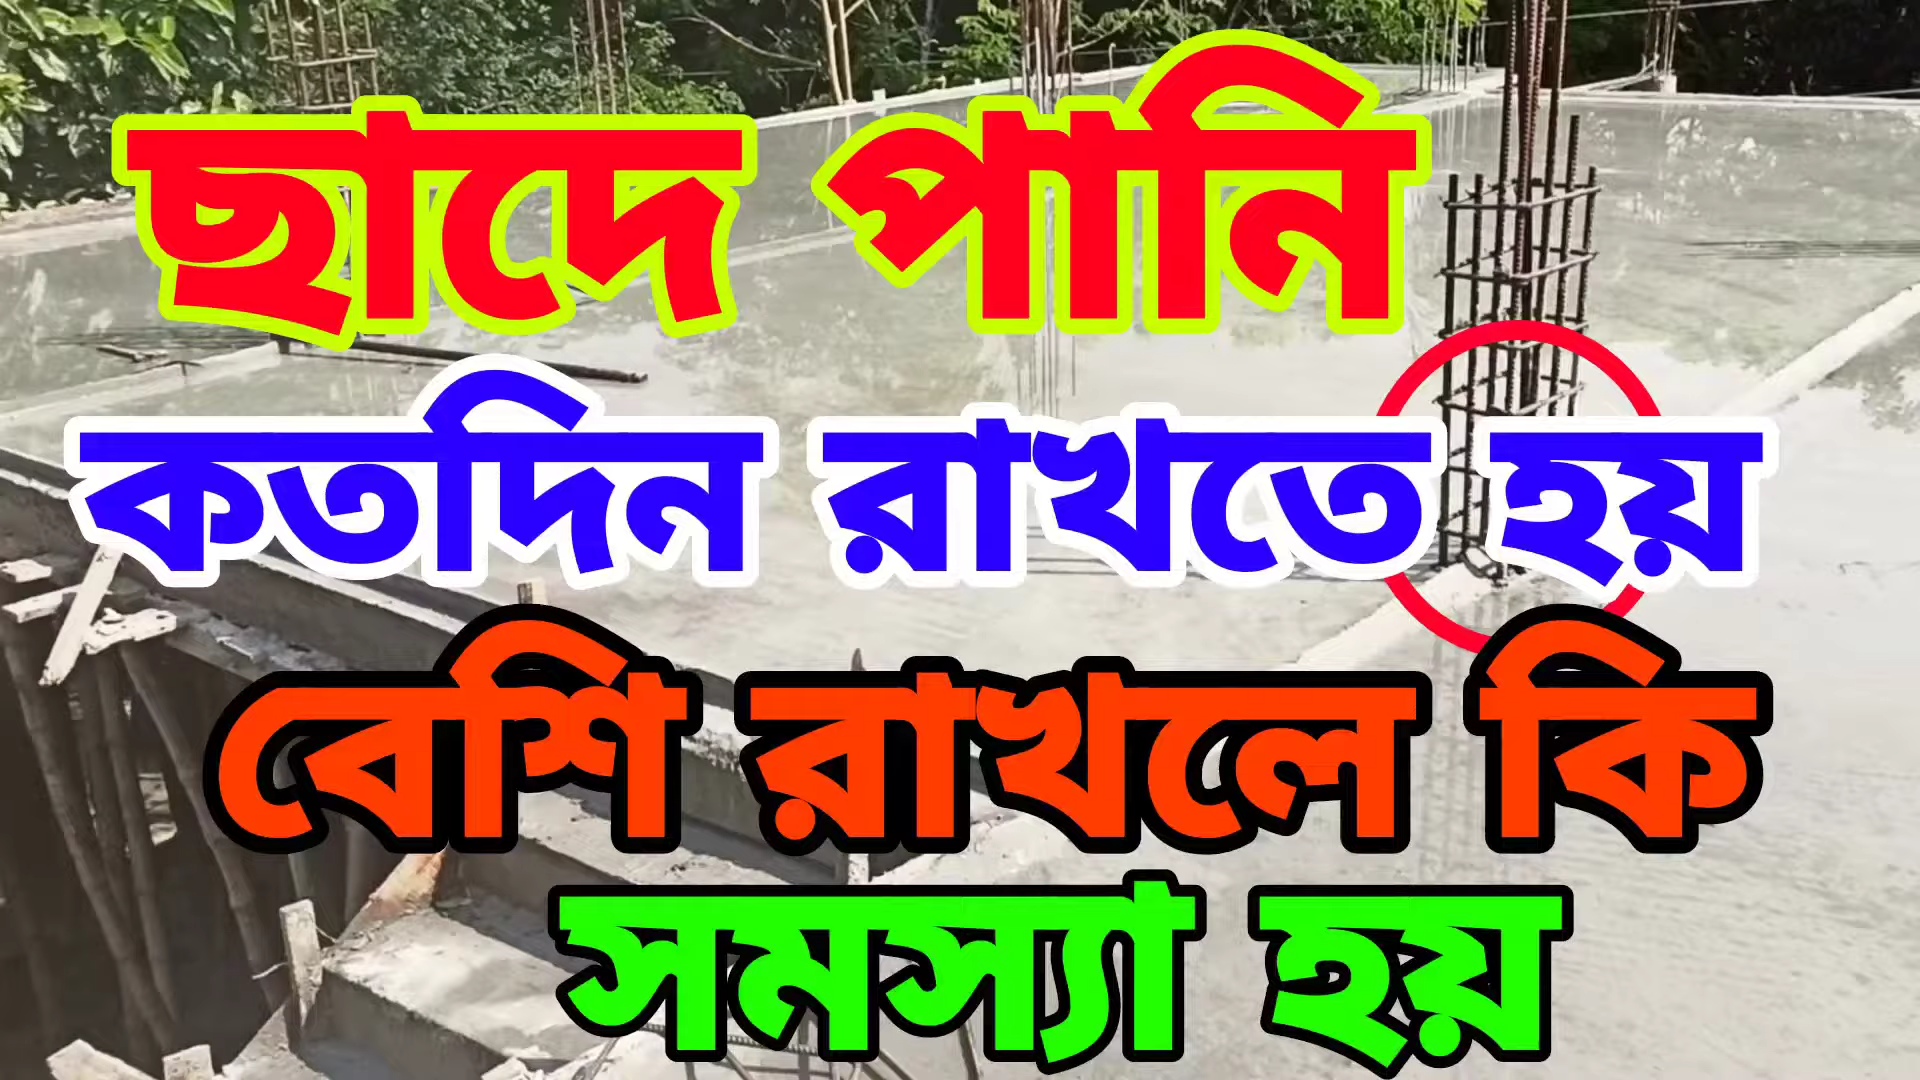 ছাদে পানি
কতদিন রাখতে হয়
বেশি রাখলে কি
সমস্যা হয়